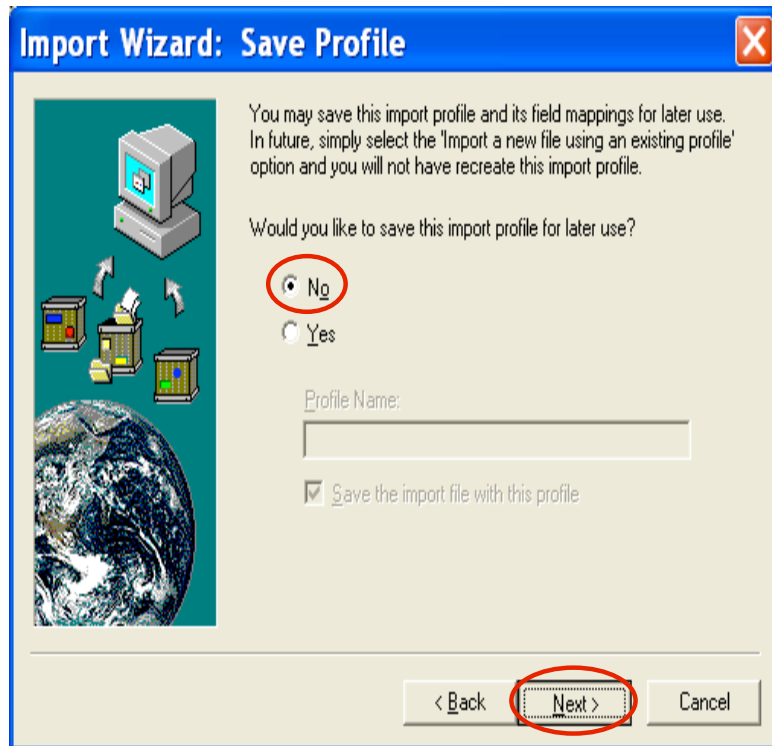 Import Wizard: Save Profile
You may save this import profile and its field mappings for later use.
In future, simply select the 'Import a new file using an existing profile'
option and you will not have recreate this import profile.
Would you like to save this import profile for later use?
No
Yes
Profile Name:
Save the import file with this profile
< Back
Next >
Cancel